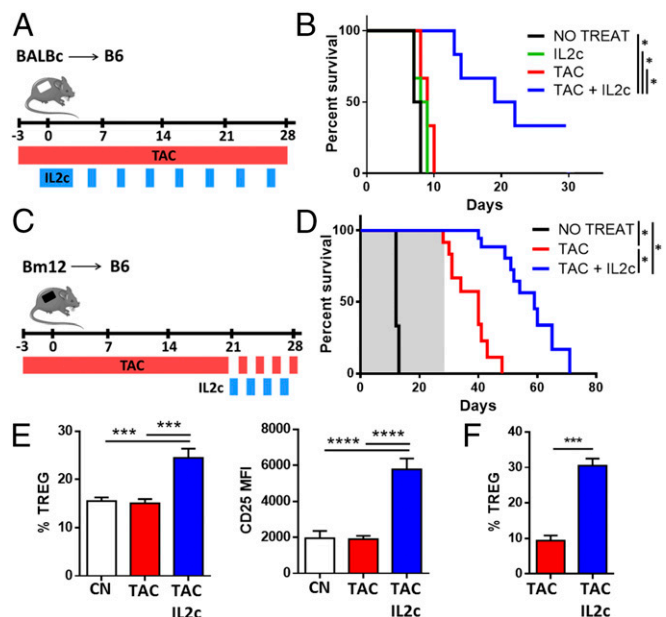 A
BALBc → B6
-3 0 7 14 21 28
TAC
IL2c
B
Percent survival
100
50
0
0 10 20 30
Days
NO TREAT
IL2c
TAC
TAC + IL2c
*
*
*
C
Bm12 → B6
-3 0 7 14 21 28
TAC
IL2c
D
Percent survival
100
50
0
0 20 40 60 80
Days
NO TREAT
TAC
TAC + IL2c
*
*
*
E
% TREG
30
20
10
0
*** ***
CN TAC TAC
IL2c
CD25 MFI
8000
6000
4000
2000
0
**** ****
CN TAC TAC
IL2c
F
% TREG
40
30
20
10
0
***
TAC TAC
IL2c